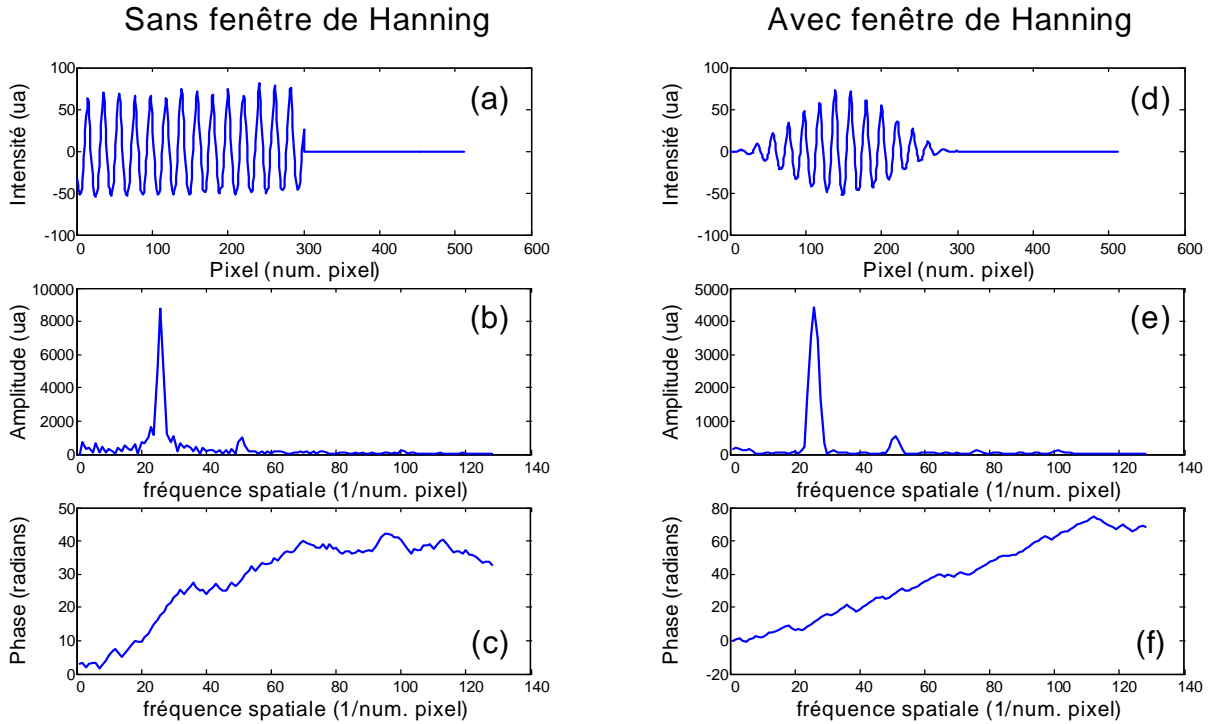 Sans fenêtre de Hanning
Avec fenêtre de Hanning
100
50
0
-50
-100
Intensité (ua)
(a)
0 100 200 300 400 500 600
Pixel (num. pixel)
100
50
0
-50
-100
Intensité (ua)
(d)
0 100 200 300 400 500 600
Pixel (num. pixel)
10000
8000
6000
4000
2000
0
Amplitude (ua)
(b)
0 20 40 60 80 100 120 140
fréquence spatiale (1/num. pixel)
5000
4000
3000
2000
1000
0
Amplitude (ua)
(e)
0 20 40 60 80 100 120 140
fréquence spatiale (1/num. pixel)
50
40
30
20
10
0
Phase (radians)
(c)
0 20 40 60 80 100 120 140
fréquence spatiale (1/num. pixel)
80
60
40
20
0
-20
Phase (radians)
(f)
0 20 40 60 80 100 120 140
fréquence spatiale (1/num. pixel)